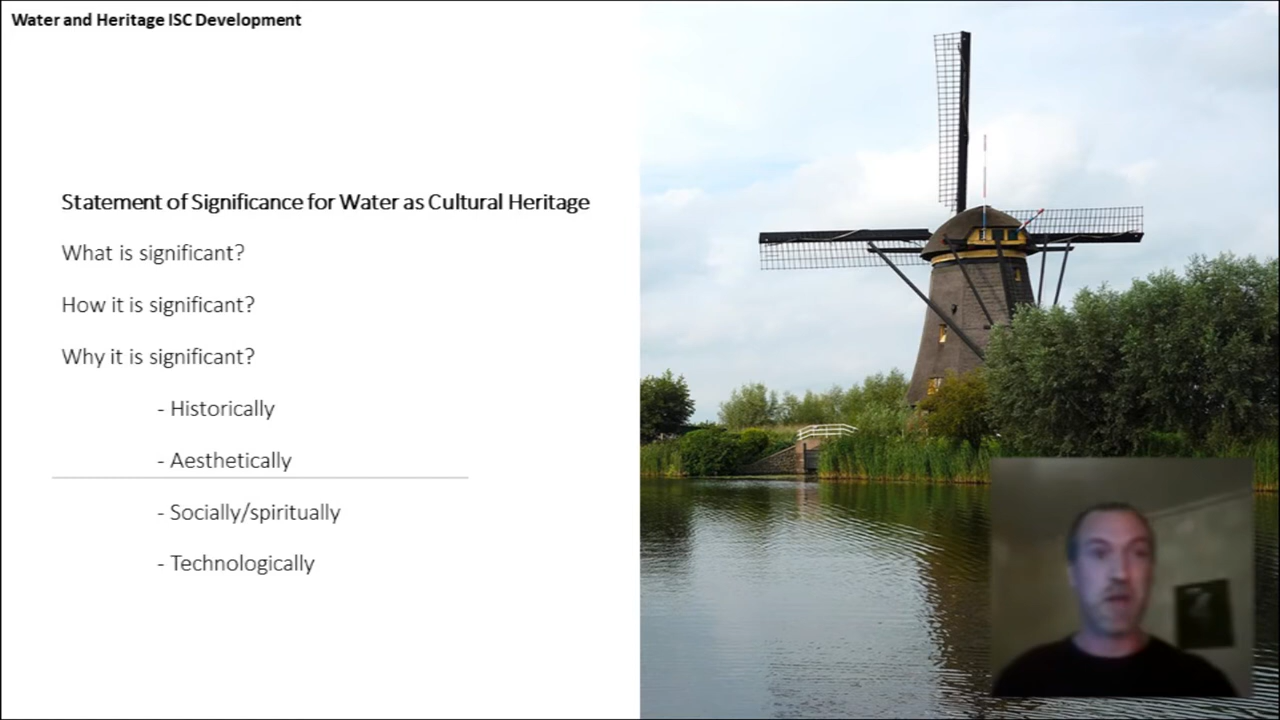 Water and Heritage ISC Development
Statement of Significance for Water as Cultural Heritage
What is significant?
How it is significant?
Why it is significant?
- Historically
- Aesthetically
- Socially/spiritually
- Technologically